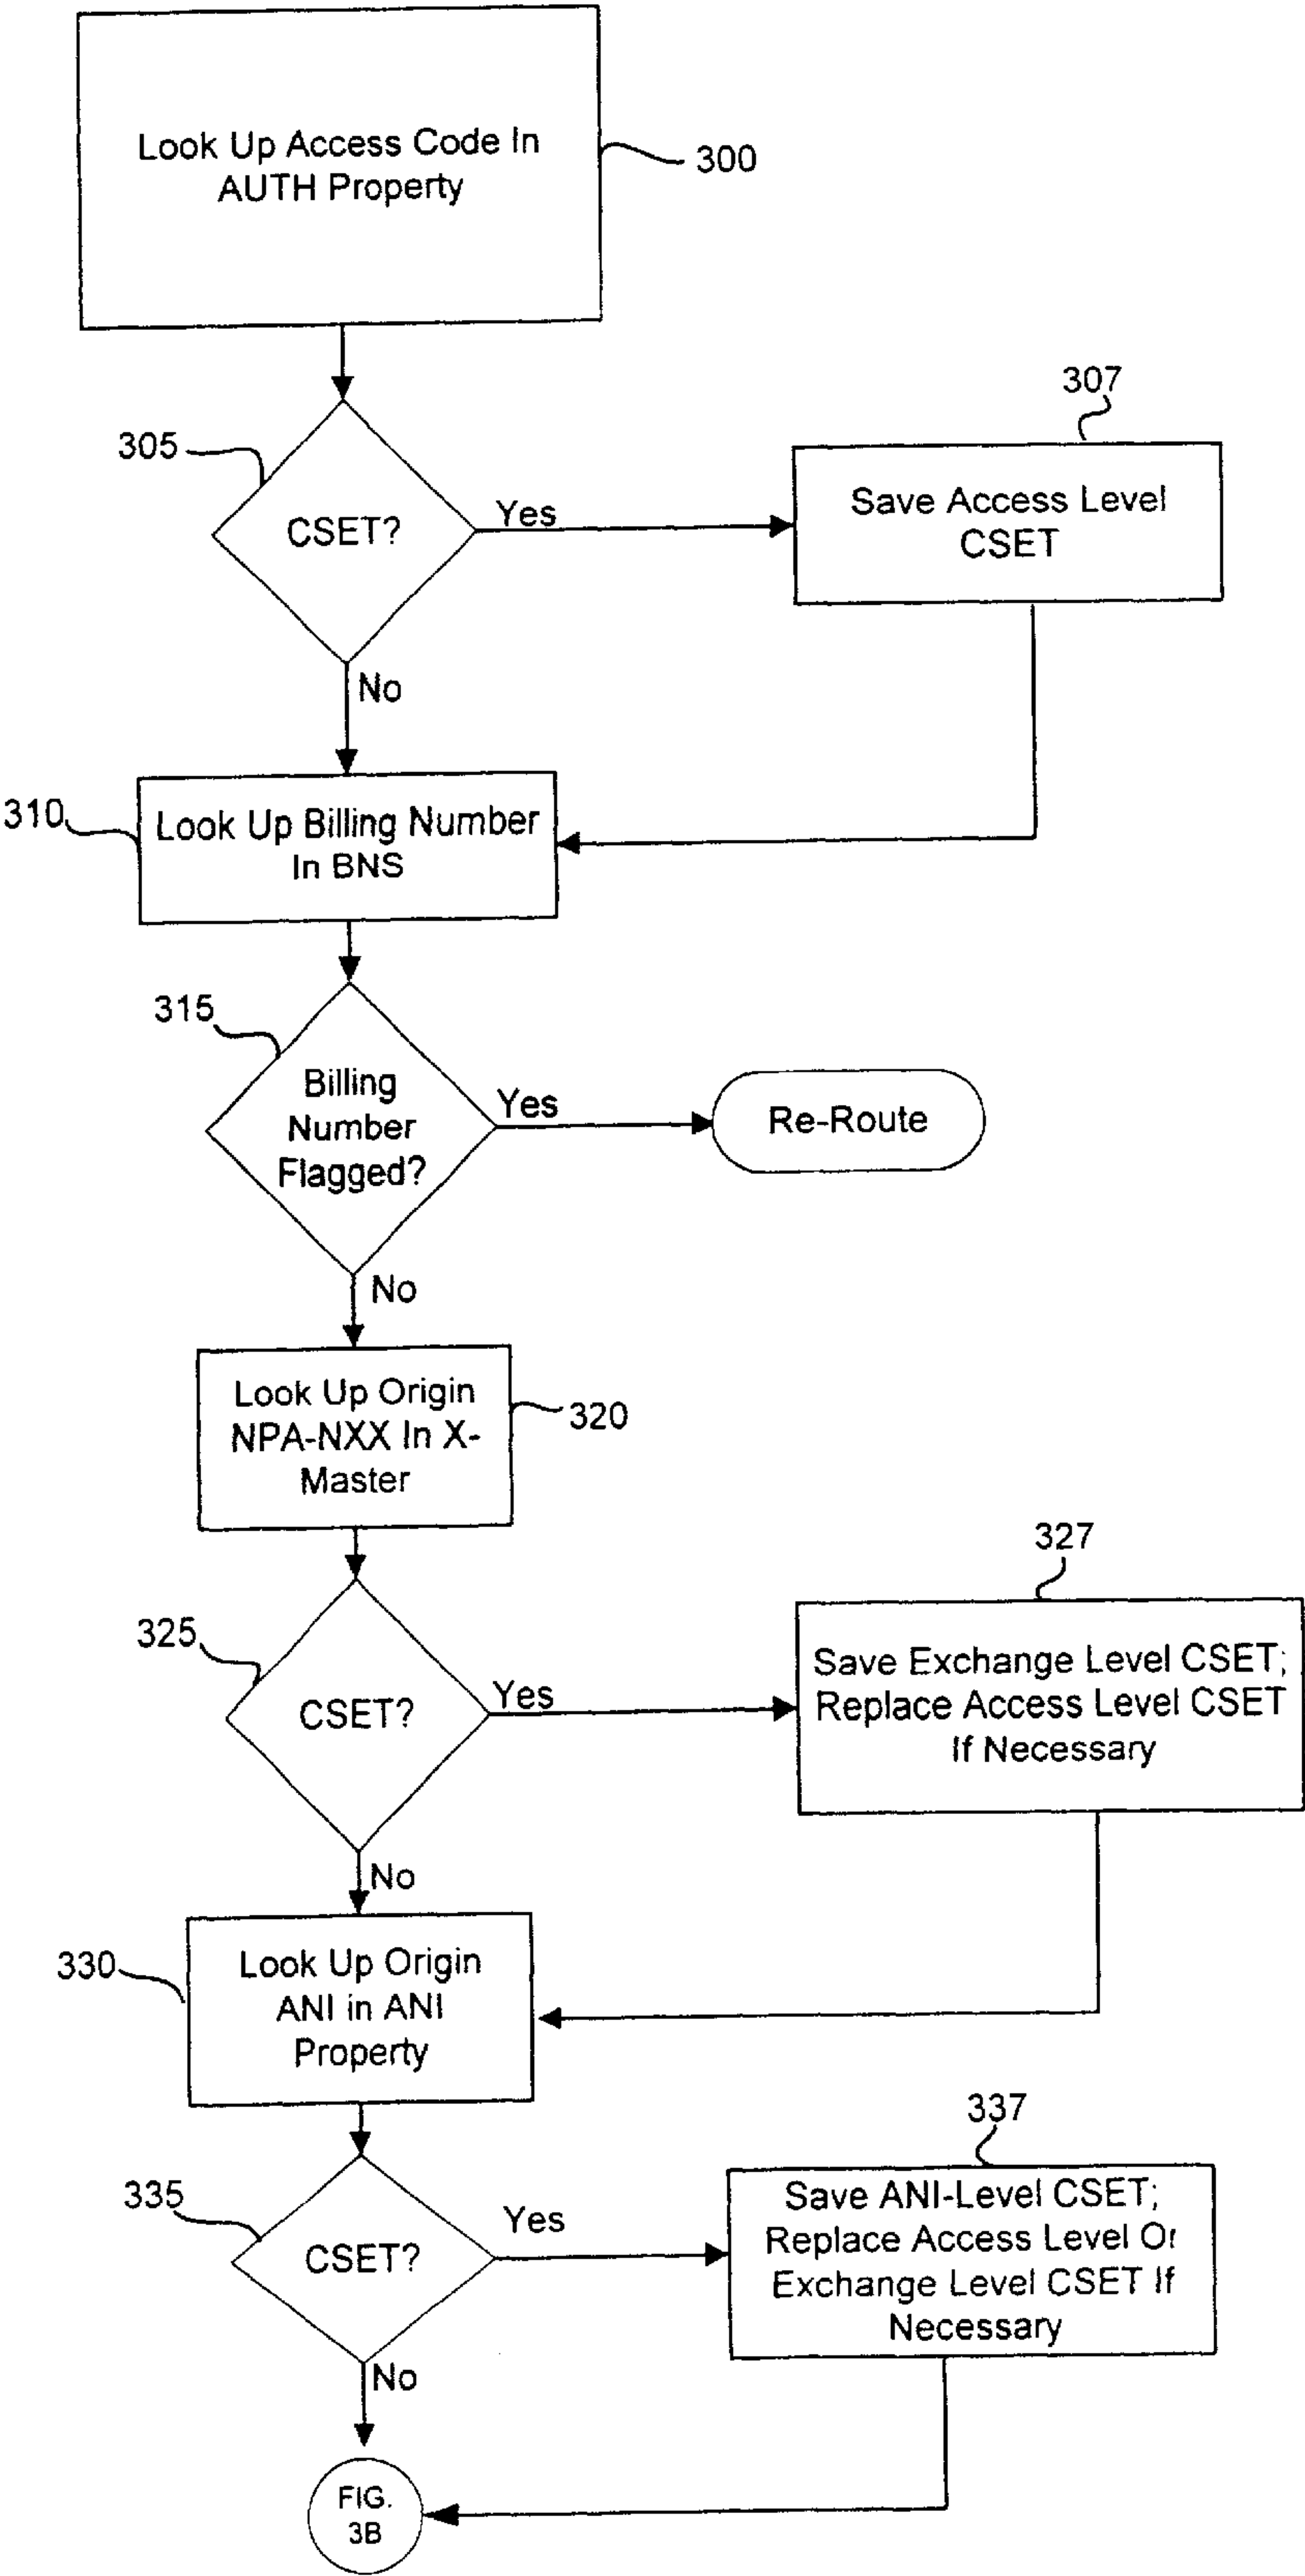 Look Up Access Code In
AUTH Property
300
305
CSET?
Yes
307
Save Access Level
CSET
No
310
Look Up Billing Number
In BNS
315
Billing
Number
Flagged?
Yes
Re-Route
No
Look Up Origin
NPA-NXX In X-
Master
320
325
CSET?
Yes
327
Save Exchange Level CSET;
Replace Access Level CSET
If Necessary
No
330
Look Up Origin
ANI in ANI
Property
335
CSET?
Yes
337
Save ANI-Level CSET;
Replace Access Level Or
Exchange Level CSET If
Necessary
No
FIG.
3B